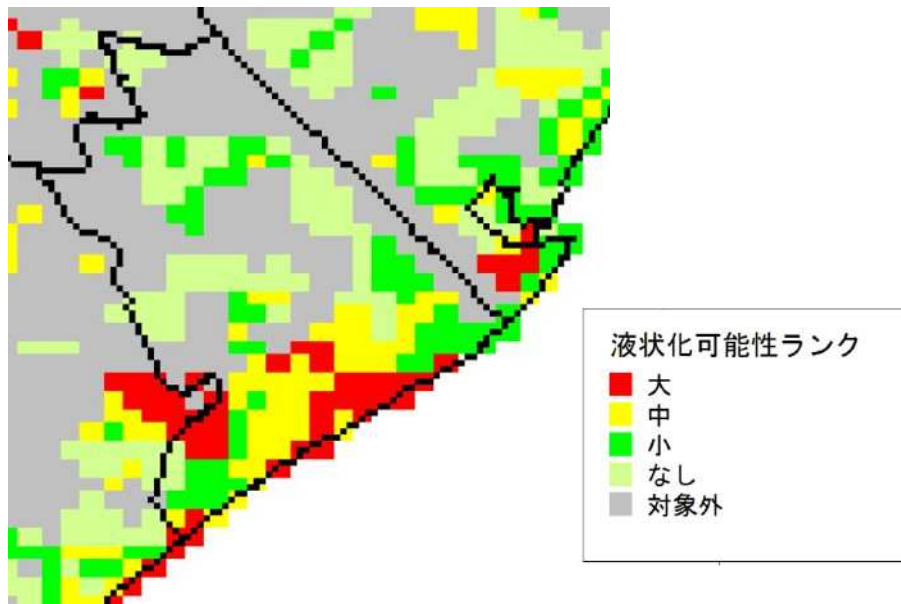 液状化可能性ランク
大
中
小
なし
対象外